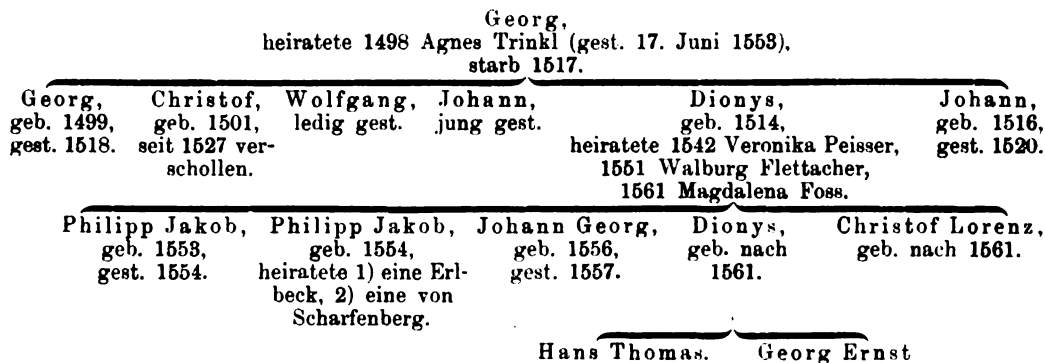 Georg,
heiratete 1498 Agnes Trinkl (gest. 17. Juni 1553),
starb 1517.
Georg, Christof, Wolfgang, Johann, Dionys, Johann,
geb. 1499, geb. 1501, ledig gest. jung gest. geb. 1514, geb. 1516,
gest. 1518. seit 1527 ver- heiratete 1542 Veronika Peisser, gest. 1520.
schollen. 1551 Walburg Flettacher,
1561 Magdalena Foss.
Philipp Jakob, Philipp Jakob, Johann Georg, Dionys, Christof Lorenz,
geb. 1553, geb. 1554, geb. 1556, geb. nach geb. nach 1561.
gest. 1554. heiratete 1) eine Erl- gest. 1557. 1561.
beck, 2) eine von
Scharfenberg.
Hans Thomas. Georg Ernst